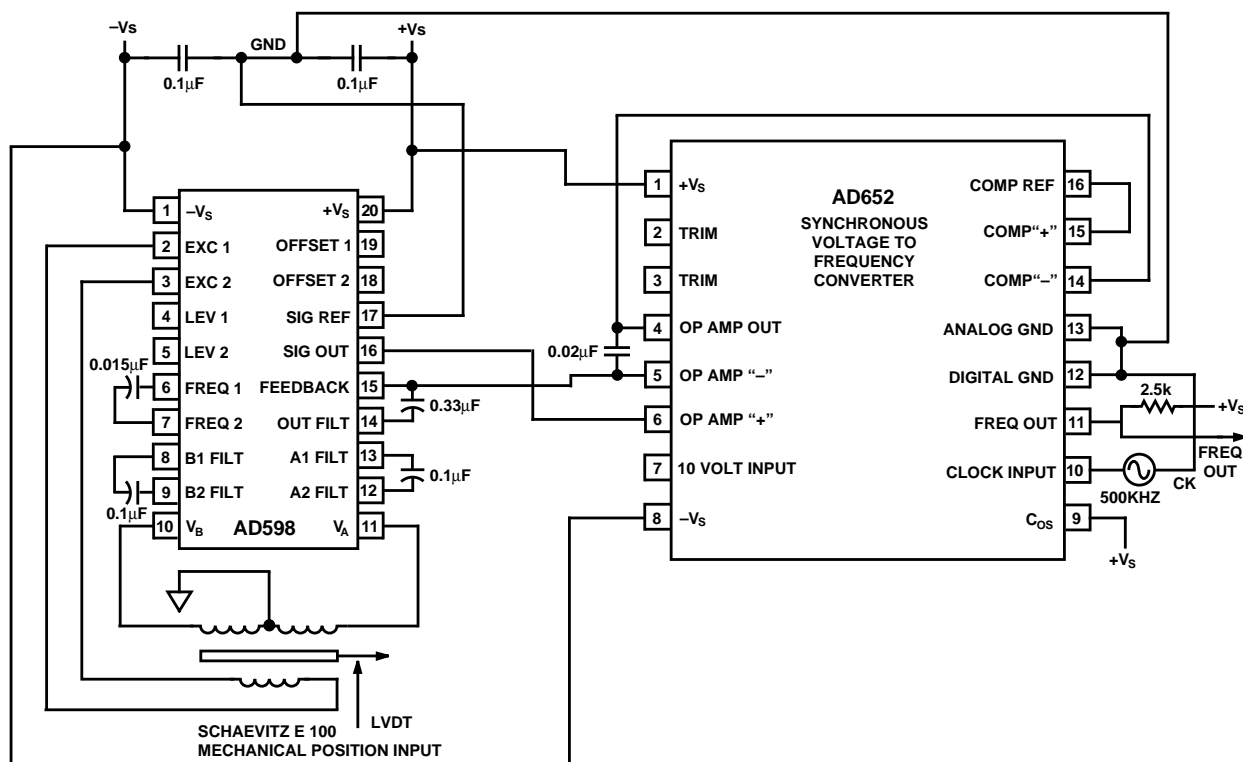 –VS
GND
+VS
0.1µF
0.1µF
1
–VS
+VS
20
2
EXC 1
OFFSET 1
19
3
EXC 2
OFFSET 2
18
4
LEV 1
SIG REF
17
5
LEV 2
SIG OUT
16
0.015µF
6
FREQ 1
FEEDBACK
15
7
FREQ 2
OUT FILT
14
0.33µF
8
B1 FILT
A1 FILT
13
9
B2 FILT
A2 FILT
12
0.1µF
0.1µF
10
VB
AD598
VA
11
LVDT
SCHAEVITZ E 100
MECHANICAL POSITION INPUT
AD652
SYNCHRONOUS
VOLTAGE TO
FREQUENCY
CONVERTER
1
+VS
COMP REF
16
2
TRIM
COMP“+”
15
3
TRIM
COMP“–”
14
4
OP AMP OUT
ANALOG GND
13
0.02µF
5
OP AMP “–”
DIGITAL GND
12
6
OP AMP “+”
FREQ OUT
11
2.5k
+VS
FREQ
OUT
7
10 VOLT INPUT
CLOCK INPUT
10
500KHZ
CK
8
–VS
COS
9
+VS